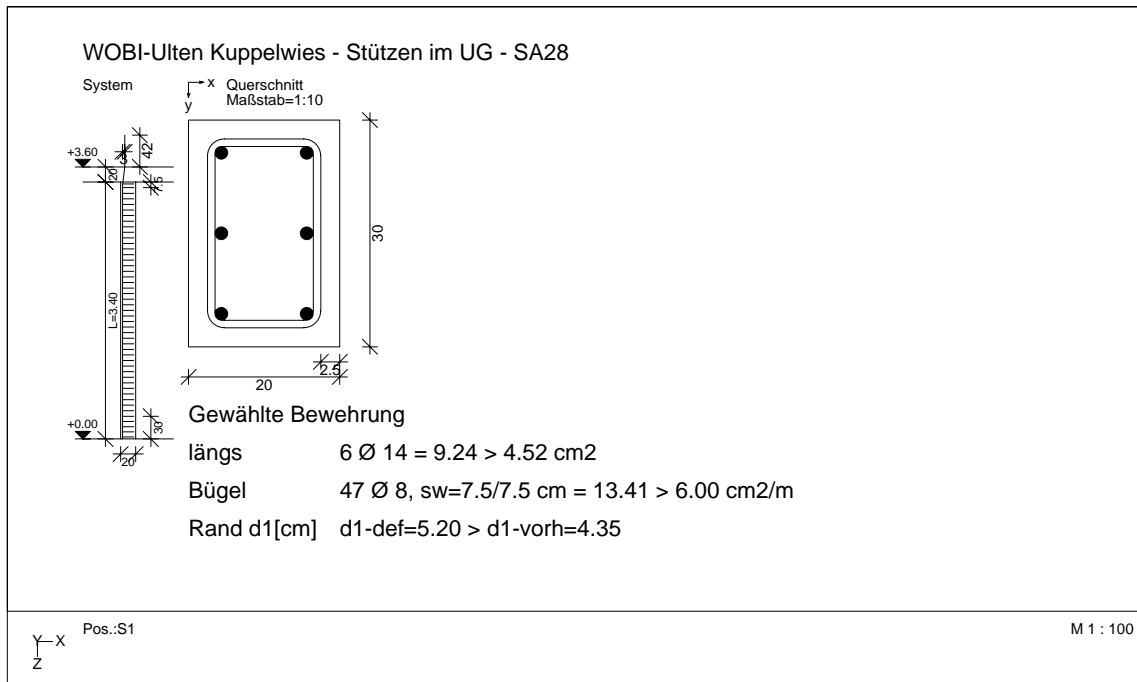 WOBI-Ulten Kuppelwies - Stützen im UG - SA28
System
x
y
Querschnitt
Maßstab=1:10
+3.60
42
20
7.5
L=3.40
30
2.5
20
+0.00
30
20
Gewählte Bewehrung
längs 6 Ø 14 = 9.24 > 4.52 cm2
Bügel 47 Ø 8, sw=7.5/7.5 cm = 13.41 > 6.00 cm2/m
Rand d1[cm] d1-def=5.20 > d1-vorh=4.35
Pos.:S1
M 1 : 100
Y X
Z